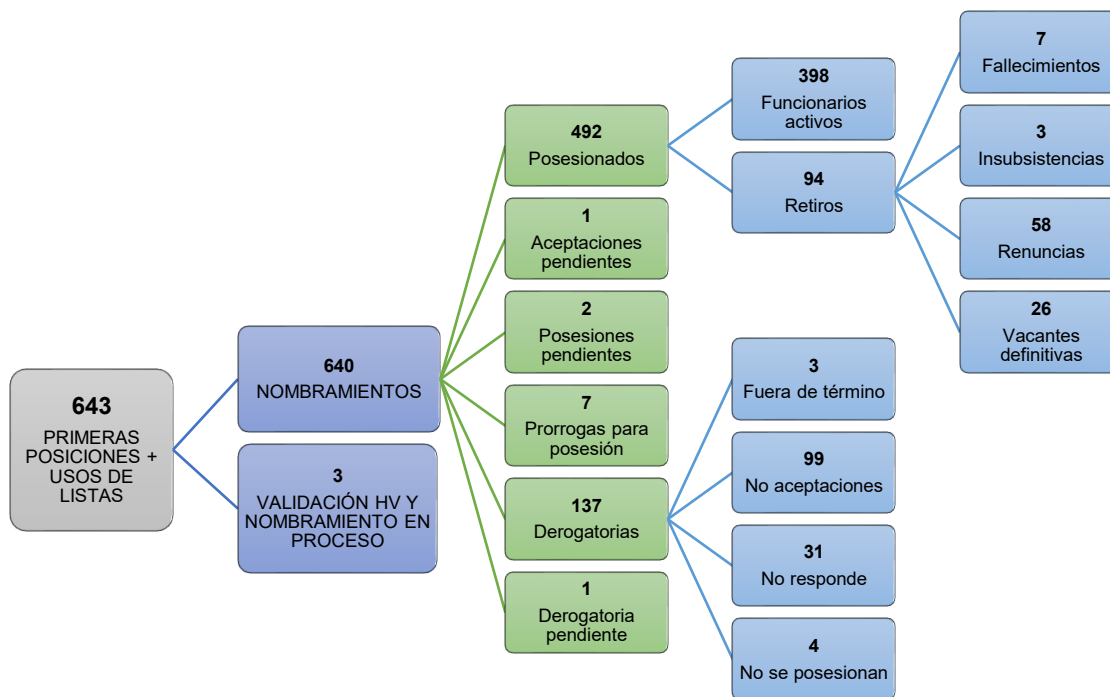 643
PRIMERAS
POSICIONES +
USOS DE
LISTAS
640
NOMBRAMIENTOS
3
VALIDACIÓN HV Y
NOMBRAMIENTO EN
PROCESO
492
Posesionados
1
Aceptaciones
pendientes
2
Posesiones
pendientes
7
Prorrogas para
posesión
137
Derogatorias
1
Derogatoria
pendiente
398
Funcionarios
activos
94
Retiros
3
Fuera de término
99
No aceptaciones
31
No responde
4
No se posesionan
7
Fallecimientos
3
Insubsistencias
58
Renuncias
26
Vacantes
definitivas